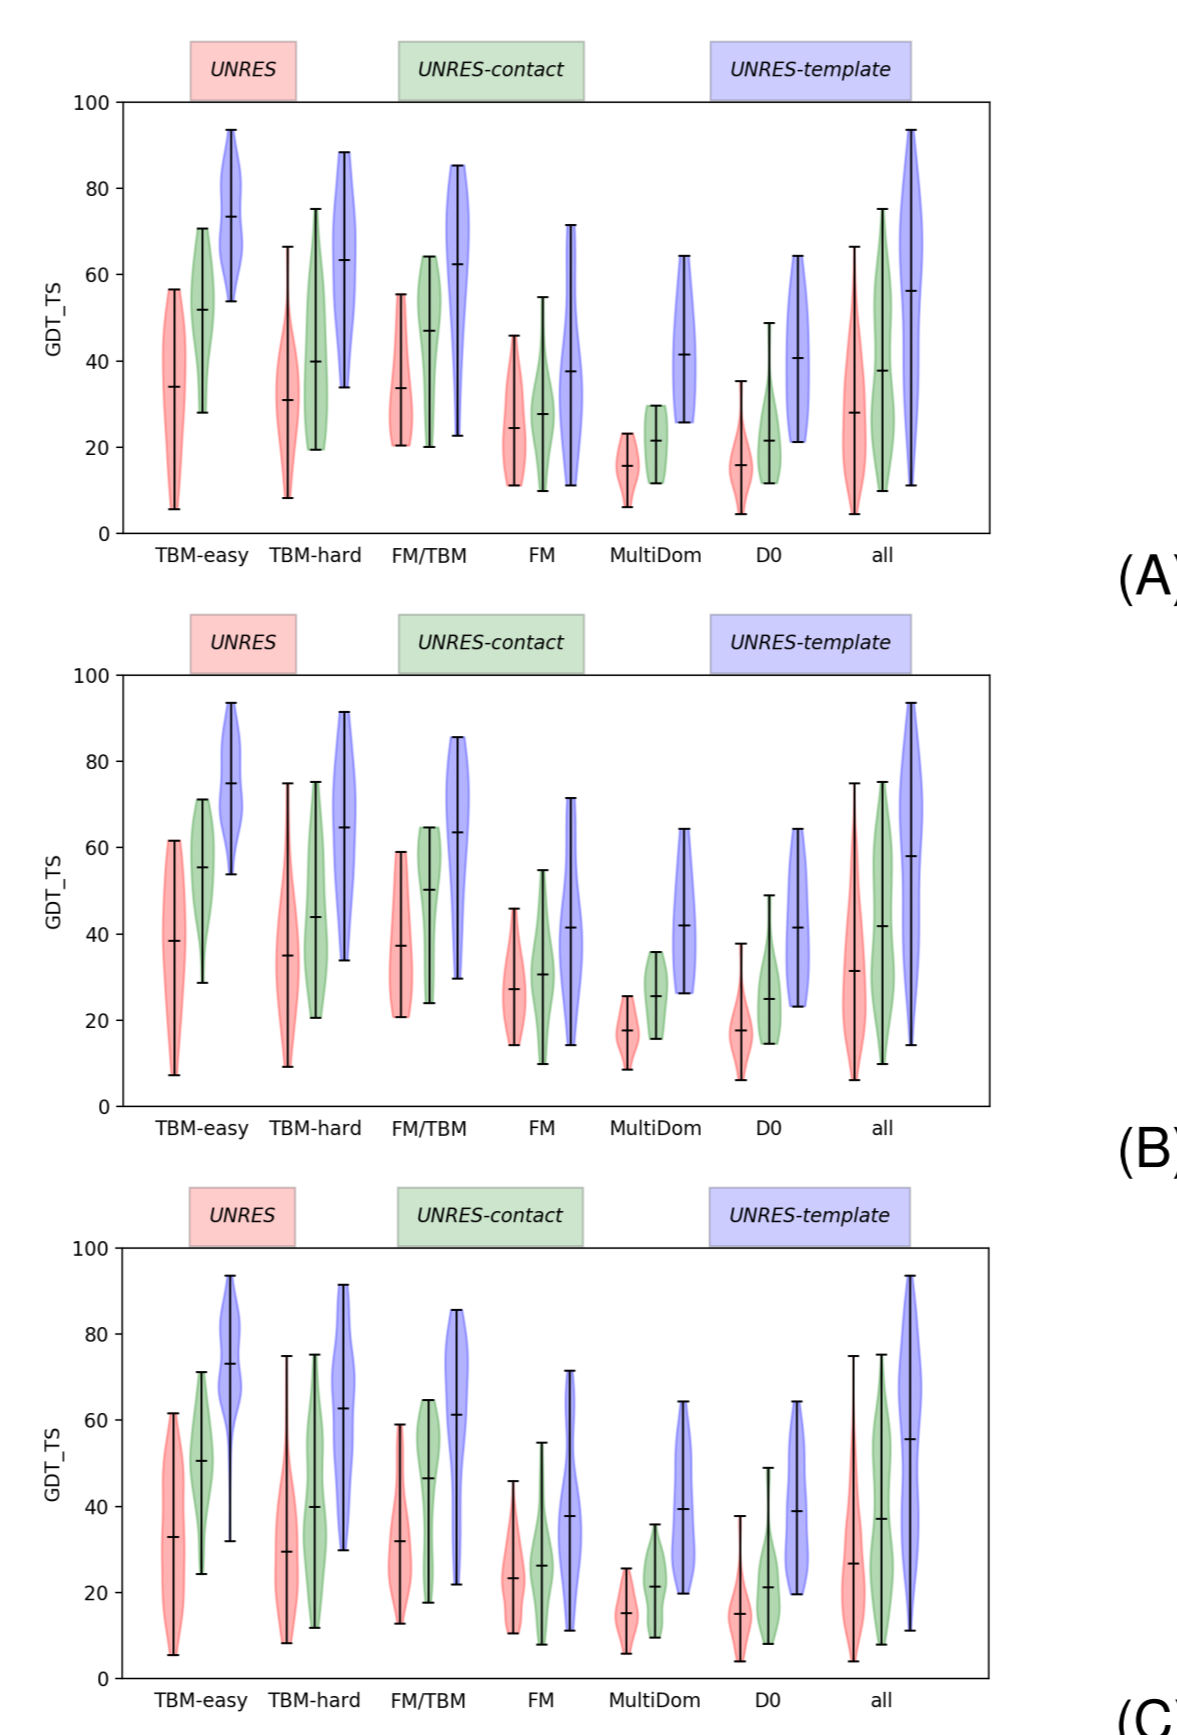 UNRES UNRES-contact UNRES-template
100
80
60
40
20
0
GDT_TS
TBM-easy TBM-hard FM/TBM FM MultiDom D0 all
(A)
UNRES UNRES-contact UNRES-template
100
80
60
40
20
0
GDT_TS
TBM-easy TBM-hard FM/TBM FM MultiDom D0 all
(B)
UNRES UNRES-contact UNRES-template
100
80
60
40
20
0
GDT_TS
TBM-easy TBM-hard FM/TBM FM MultiDom D0 all
(C)